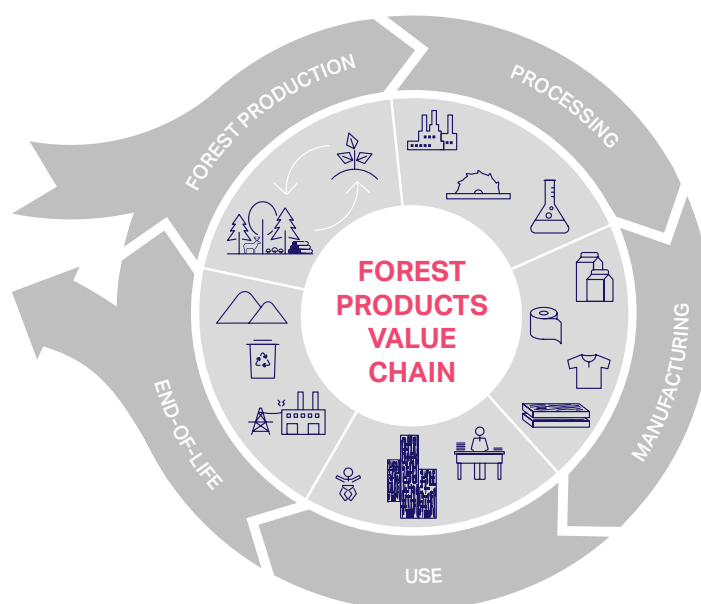 FOREST PRODUCTION
PROCESSING
MANUFACTURING
USE
END-OF-LIFE
FOREST
PRODUCTS
VALUE
CHAIN